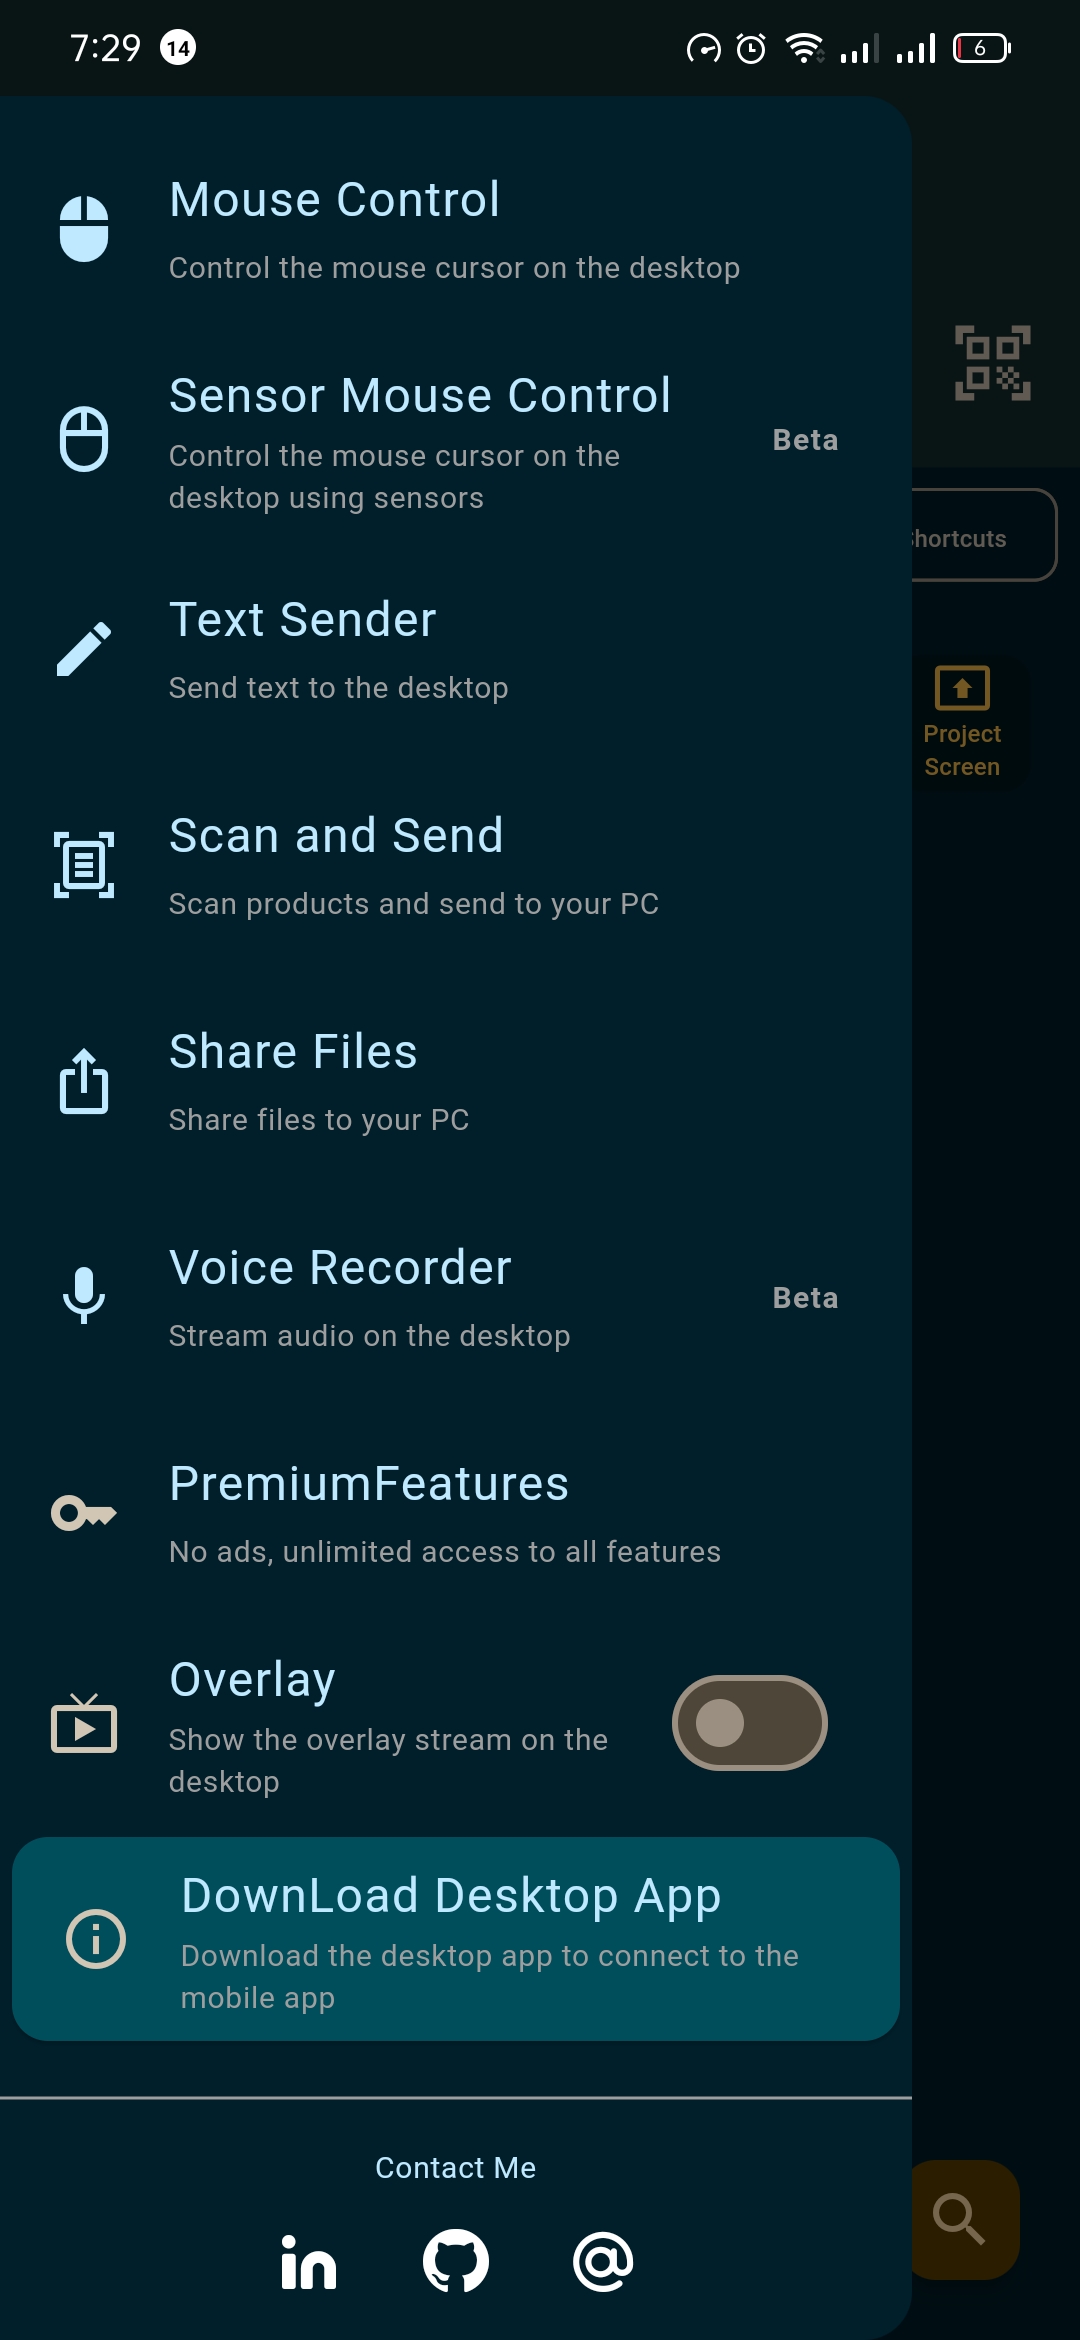 7:29 14 6
Mouse Control
Control the mouse cursor on the desktop
Sensor Mouse Control
Control the mouse cursor on the
desktop using sensors
Beta
Text Sender
Send text to the desktop
Scan and Send
Scan products and send to your PC
Share Files
Share files to your PC
Voice Recorder
Stream audio on the desktop
Beta
PremiumFeatures
No ads, unlimited access to all features
Overlay
Show the overlay stream on the
desktop
DownLoad Desktop App
Download the desktop app to connect to the
mobile app
Contact Me
Shortcuts
Project
Screen